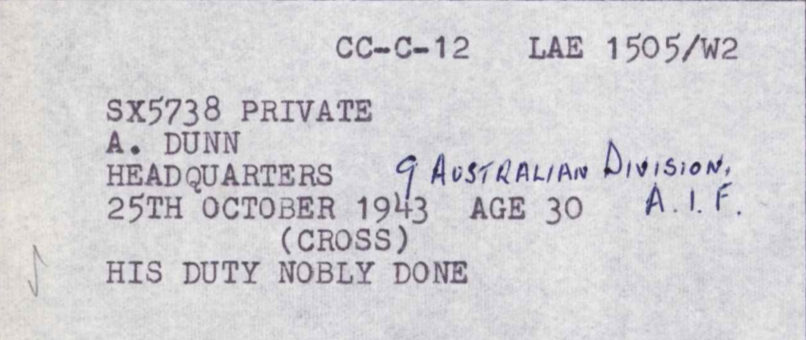 CC-C-12 LAE 1505/W2
SX5738 PRIVATE
A. DUNN
HEADQUARTERS 9 AUSTRALIAN DIVISION,
25TH OCTOBER 1943 AGE 30 A.I.F.
(CROSS)
HIS DUTY NOBLY DONE